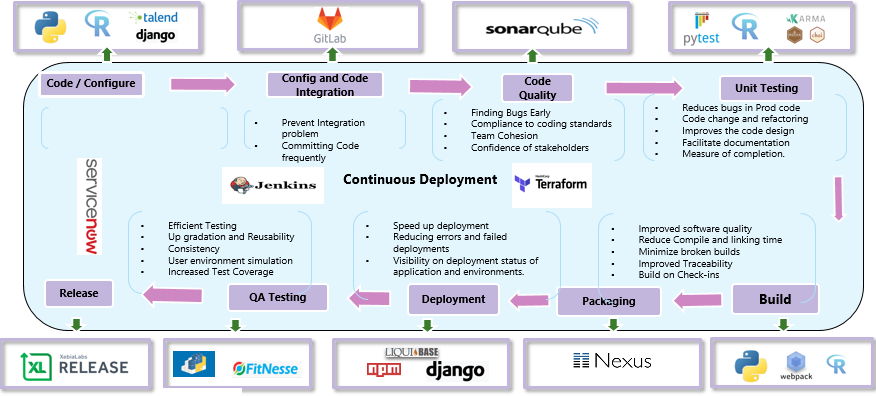 talend
django
GitLab
sonarqube
pytest
KARMA
mocha
chai
Code / Configure
Config and Code
Integration
Code
Quality
Unit Testing
Prevent Integration
problem
Committing Code
frequently
Finding Bugs Early
Compliance to coding standards
Team Cohesion
Confidence of stakeholders
Reduces bugs in Prod code
Code change and refactoring
Improves the code design
Facilitate documentation
Measure of completion.
servicenow
Jenkins
Continuous Deployment
HashiCorp
Terraform
Efficient Testing
Up gradation and Reusability
Consistency
User environment simulation
Increased Test Coverage
Speed up deployment
Reducing errors and failed
deployments
Visibility on deployment status of
application and environments.
Improved software quality
Reduce Compile and linking time
Minimize broken builds
Improved Traceability
Build on Check-ins
Release
QA Testing
Deployment
Packaging
Build
XL
XebiaLabs
RELEASE
FitNesse
LIQUIBASE
npm
django
Nexus
webpack